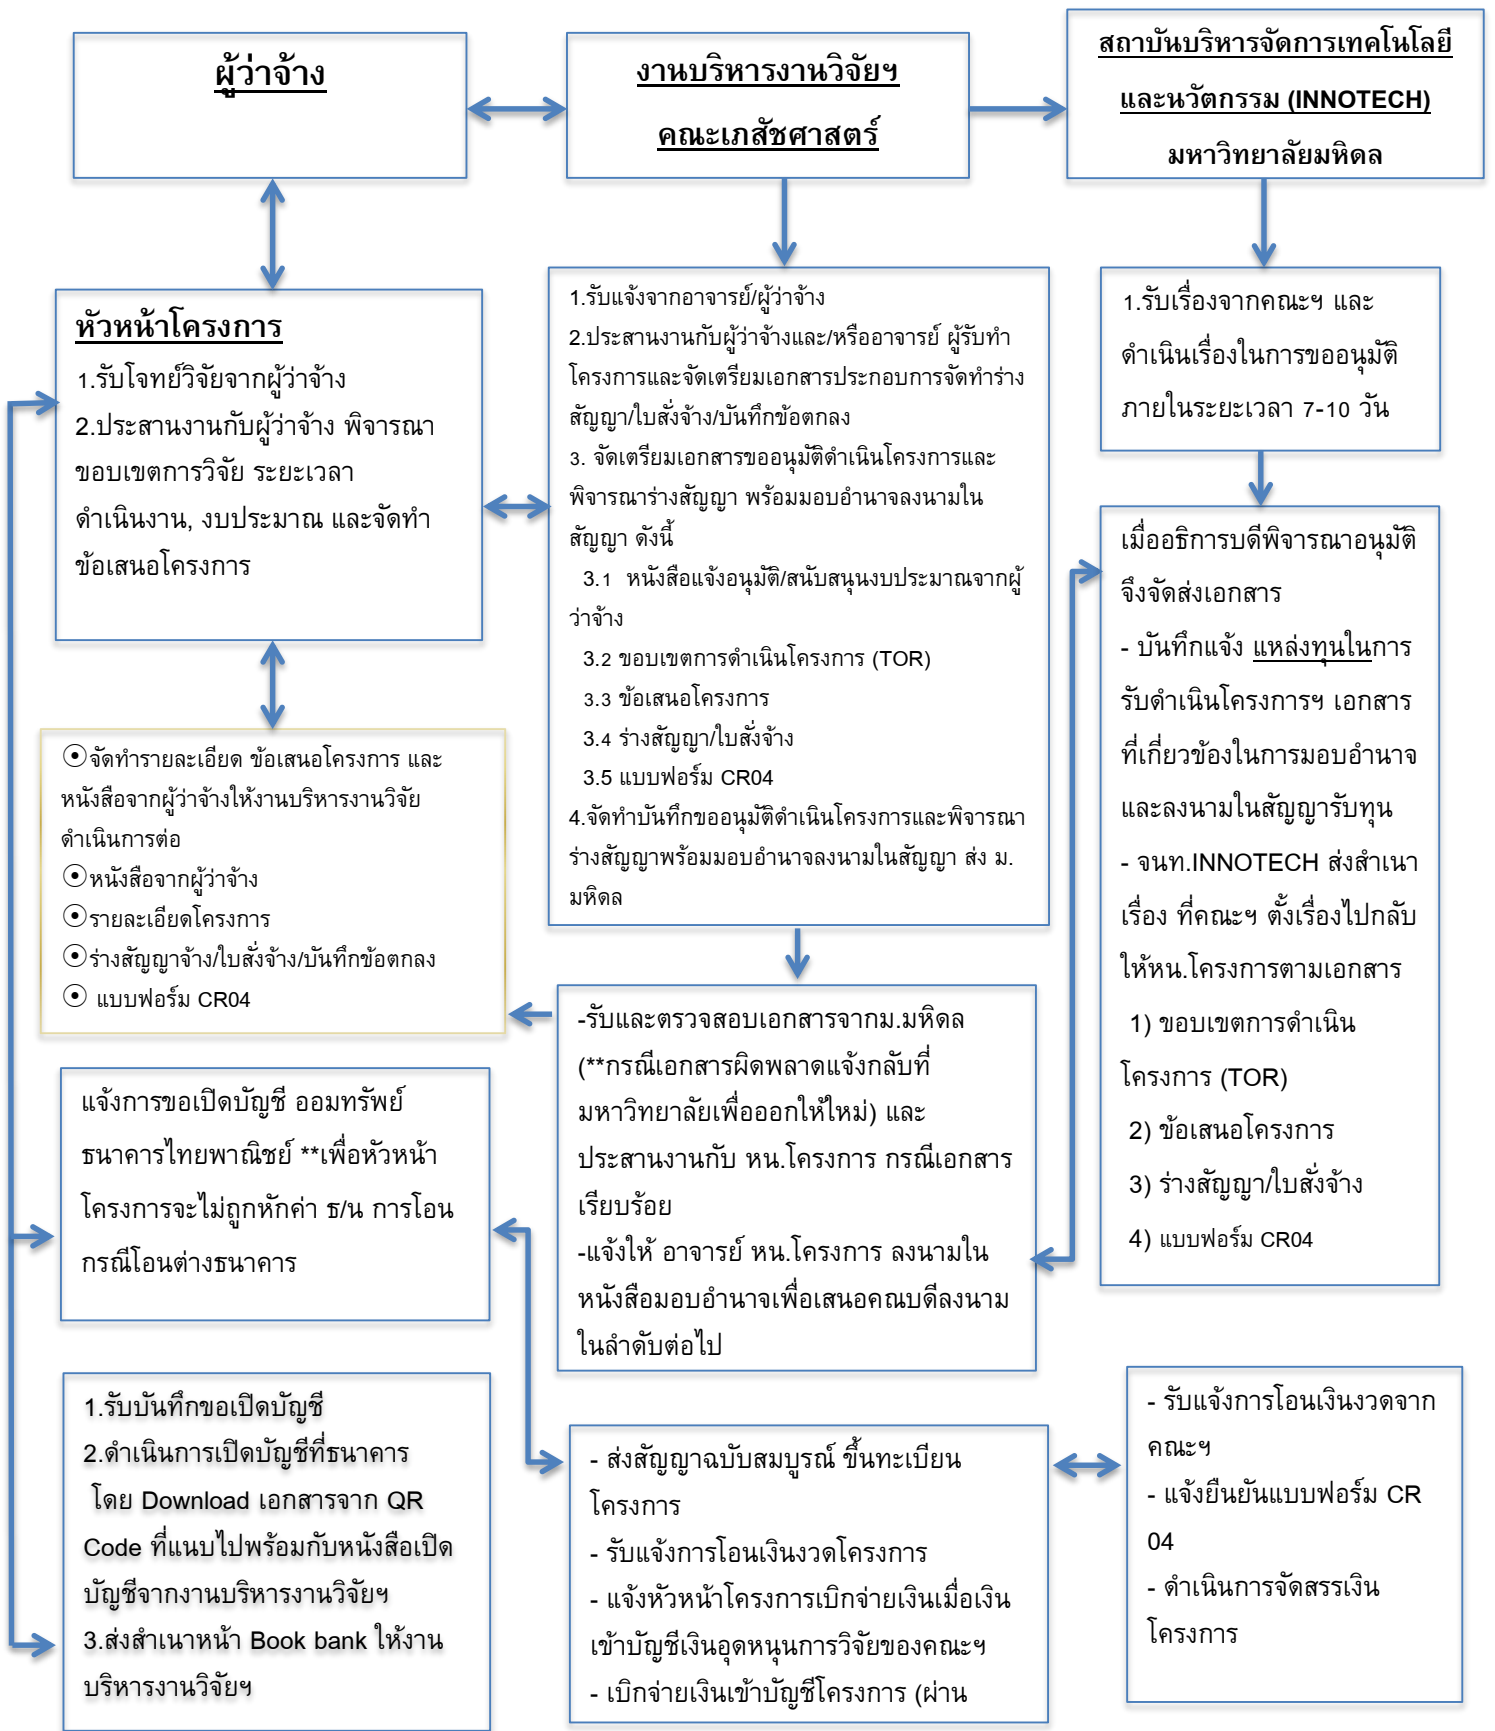 ผู้ว่าจ้าง
งานบริหารงานวิจัยฯ
คณะเภสัชศาสตร์
สถาบันบริหารจัดการเทคโนโลยี
และนวัตกรรม (INNOTECH)
มหาวิทยาลัยมหิดล
หัวหน้าโครงการ
1.รับโจทย์วิจัยจากผู้ว่าจ้าง
2.ประสานงานกับผู้ว่าจ้าง พิจารณา
ขอบเขตการวิจัย ระยะเวลา
ดำเนินงาน, งบประมาณ และจัดทำ
ข้อเสนอโครงการ
1.รับแจ้งจากอาจารย์/ผู้ว่าจ้าง
2.ประสานงานกับผู้ว่าจ้างและ/หรืออาจารย์ ผู้รับทำ
โครงการและจัดเตรียมเอกสารประกอบการจัดทำร่าง
สัญญา/ใบสั่งจ้าง/บันทึกข้อตกลง
3. จัดเตรียมเอกสารขออนุมัติดำเนินโครงการและ
พิจารณาร่างสัญญา พร้อมมอบอำนาจลงนามใน
สัญญา ดังนี้
3.1 หนังสือแจ้งอนุมัติ/สนับสนุนงบประมาณจากผู้
ว่าจ้าง
3.2 ขอบเขตการดำเนินโครงการ (TOR)
3.3 ข้อเสนอโครงการ
3.4 ร่างสัญญา/ใบสั่งจ้าง
3.5 แบบฟอร์ม CR04
4.จัดทำบันทึกขออนุมัติดำเนินโครงการและพิจารณา
ร่างสัญญาพร้อมมอบอำนาจลงนามในสัญญา ส่ง ม.
มหิดล
1.รับเรื่องจากคณะฯ และ
ดำเนินเรื่องในการขออนุมัติ
ภายในระยะเวลา 7-10 วัน
เมื่ออธิการบดีพิจารณาอนุมัติ
จึงจัดส่งเอกสาร
- บันทึกแจ้ง แหล่งทุนในการ
รับดำเนินโครงการฯ เอกสาร
ที่เกี่ยวข้องในการมอบอำนาจ
และลงนามในสัญญารับทุน
- จนท.INNOTECH ส่งสำเนา
เรื่อง ที่คณะฯ ตั้งเรื่องไปกลับ
ให้หน.โครงการตามเอกสาร
1) ขอบเขตการดำเนิน
โครงการ (TOR)
2) ข้อเสนอโครงการ
3) ร่างสัญญา/ใบสั่งจ้าง
4) แบบฟอร์ม CR04
⊙จัดทำรายละเอียด ข้อเสนอโครงการ และ
หนังสือจากผู้ว่าจ้างให้งานบริหารงานวิจัย
ดำเนินการต่อ
⊙หนังสือจากผู้ว่าจ้าง
⊙รายละเอียดโครงการ
⊙ร่างสัญญาจ้าง/ใบสั่งจ้าง/บันทึกข้อตกลง
⊙ แบบฟอร์ม CR04
-รับและตรวจสอบเอกสารจากม.มหิดล
(**กรณีเอกสารผิดพลาดแจ้งกลับที่
มหาวิทยาลัยเพื่อออกให้ใหม่) และ
ประสานงานกับ หน.โครงการ กรณีเอกสาร
เรียบร้อย
-แจ้งให้ อาจารย์ หน.โครงการ ลงนามใน
หนังสือมอบอำนาจเพื่อเสนอคณบดีลงนาม
ในลำดับต่อไป
แจ้งการขอเปิดบัญชี ออมทรัพย์
ธนาคารไทยพาณิชย์ **เพื่อหัวหน้า
โครงการจะไม่ถูกหักค่า ธ/น การโอน
กรณีโอนต่างธนาคาร
1.รับบันทึกขอเปิดบัญชี
2.ดำเนินการเปิดบัญชีที่ธนาคาร
โดย Download เอกสารจาก QR
Code ที่แนบไปพร้อมกับหนังสือเปิด
บัญชีจากงานบริหารงานวิจัยฯ
3.ส่งสำเนาหน้า Book bank ให้งาน
บริหารงานวิจัยฯ
- ส่งสัญญาฉบับสมบูรณ์ ขึ้นทะเบียน
โครงการ
- รับแจ้งการโอนเงินงวดโครงการ
- แจ้งหัวหน้าโครงการเบิกจ่ายเงินเมื่อเงิน
เข้าบัญชีเงินอุดหนุนการวิจัยของคณะฯ
- เบิกจ่ายเงินเข้าบัญชีโครงการ (ผ่าน
- รับแจ้งการโอนเงินงวดจาก
คณะฯ
- แจ้งยืนยันแบบฟอร์ม CR
04
- ดำเนินการจัดสรรเงิน
โครงการ